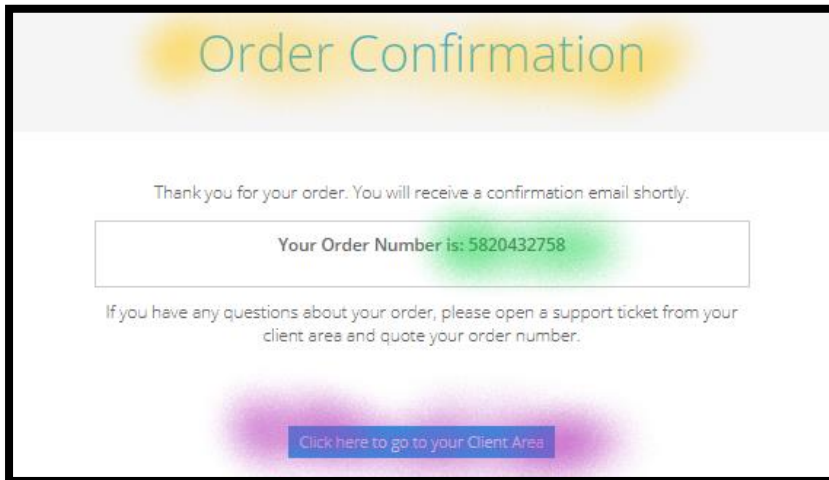 Order Confirmation
Thank you for your order. You will receive a confirmation email shortly.
Your Order Number is: 5820432758
If you have any questions about your order, please open a support ticket from your
client area and quote your order number.
Click here to go to your Client Area